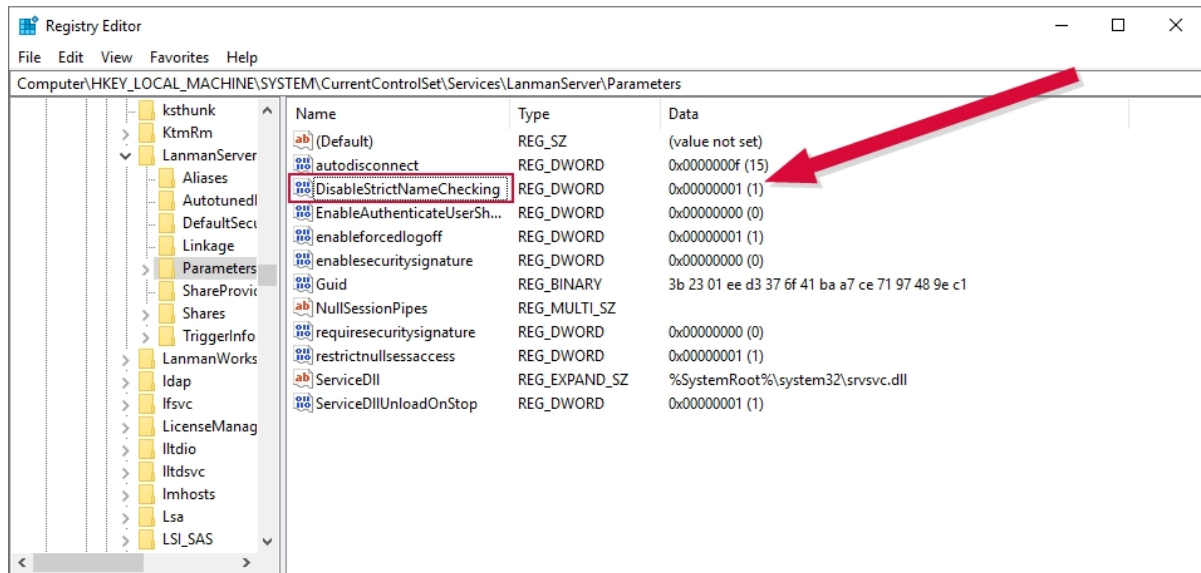 Registry Editor
File Edit View Favorites Help
Computer\HKEY_LOCAL_MACHINE\SYSTEM\CurrentControlSet\Services\LanmanServer\Parameters
ksthunk
KtmRm
LanmanServer
Aliases
Autotunedl
DefaultSecu
Linkage
Parameters
ShareProvic
Shares
TriggerInfo
LanmanWorks
ldap
lfsvc
LicenseManag
lltdio
lltdsvc
lmhosts
Lsa
LSI_SAS
Name Type Data
(Default) REG_SZ (value not set)
autodisconnect REG_DWORD 0x0000000f (15)
DisableStrictNameChecking REG_DWORD 0x00000001 (1)
EnableAuthenticateUserSh... REG_DWORD 0x00000000 (0)
enableforcedlogoff REG_DWORD 0x00000001 (1)
enablesecuritysignature REG_DWORD 0x00000000 (0)
Guid REG_BINARY 3b 23 01 ee d3 37 6f 41 ba a7 ce 71 97 48 9e c1
NullSessionPipes REG_MULTI_SZ
requiresecuritysignature REG_DWORD 0x00000000 (0)
restrictnullsessaccess REG_DWORD 0x00000001 (1)
ServiceDll REG_EXPAND_SZ %SystemRoot%\system32\srvsvc.dll
ServiceDllUnloadOnStop REG_DWORD 0x00000001 (1)